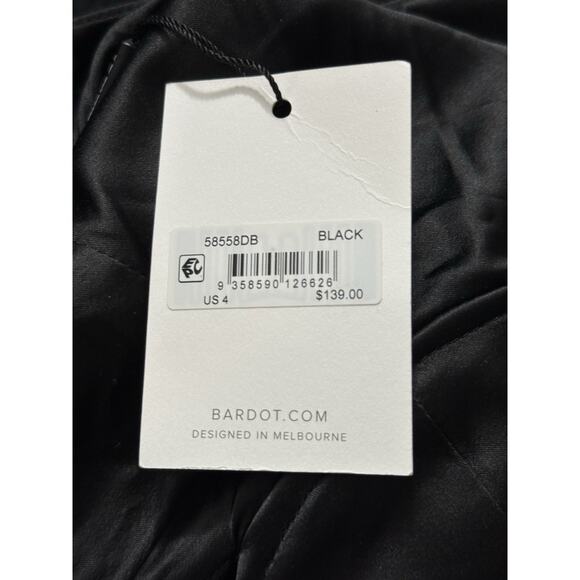 58558DB BLACK
9 358590 126626
US 4 $139.00
BARDOT.COM
DESIGNED IN MELBOURNE